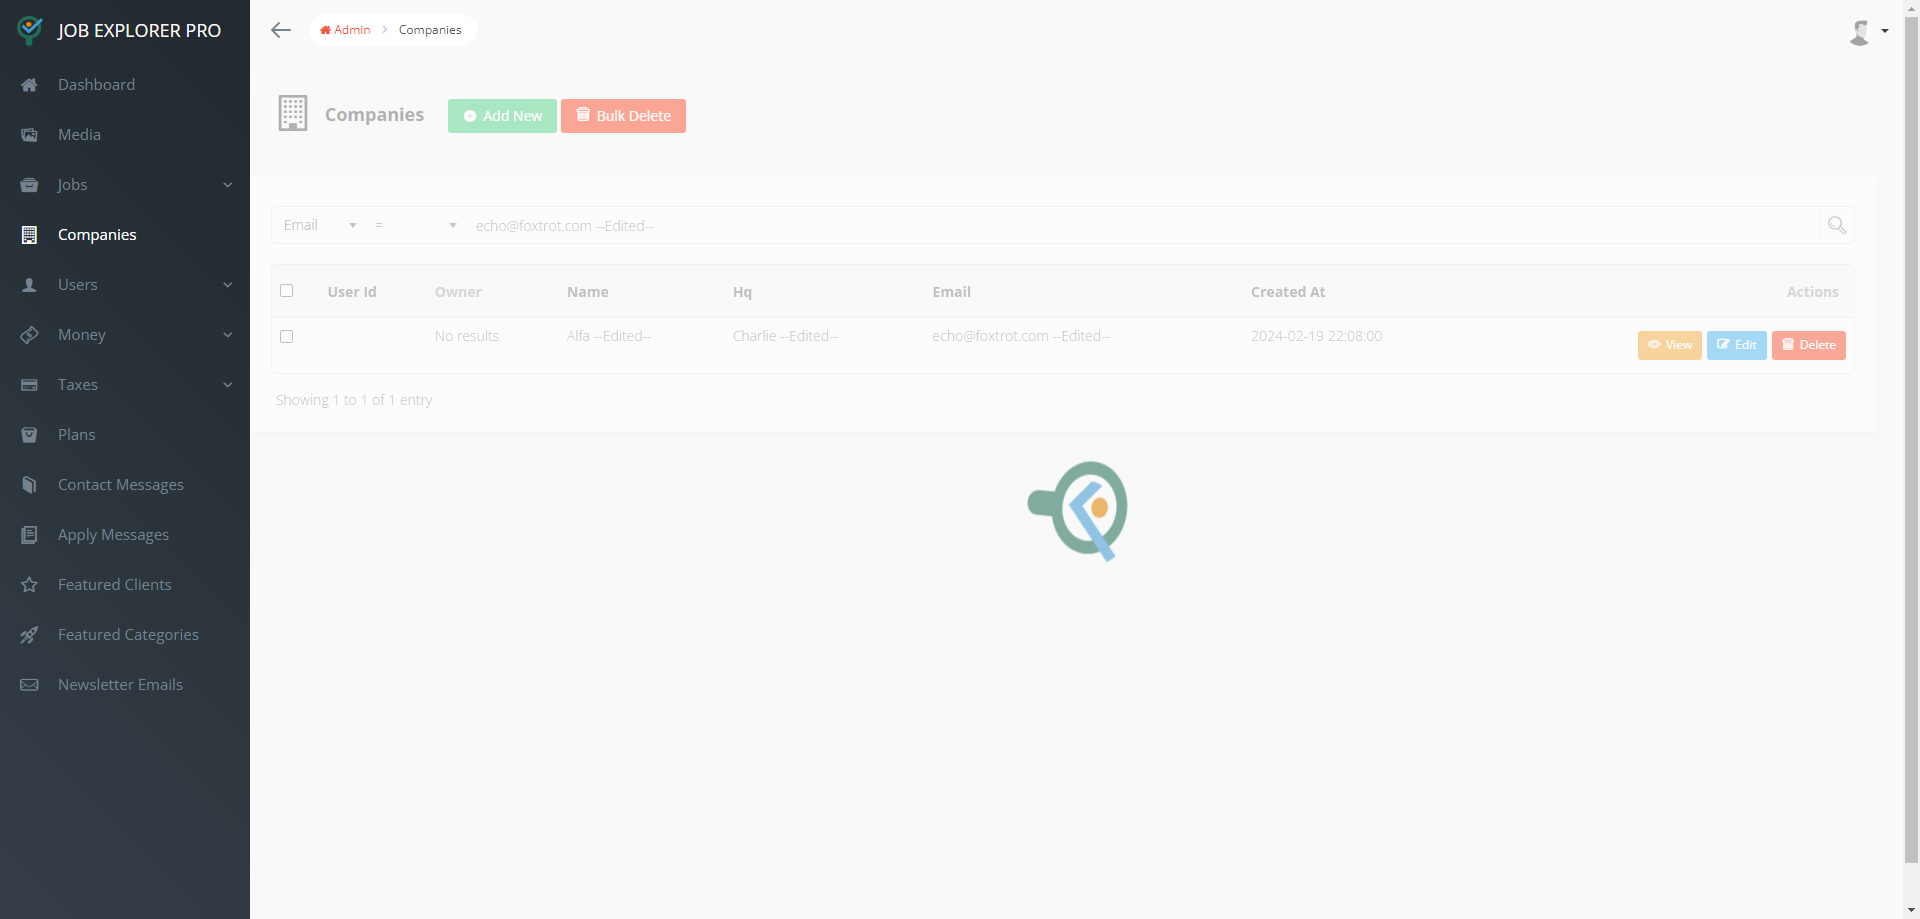 JOB EXPLORER PRO
Admin > Companies
Dashboard
Media
Jobs
Companies
Users
Money
Taxes
Plans
Contact Messages
Apply Messages
Featured Clients
Featured Categories
Newsletter Emails
Companies Add New Bulk Delete
Email = echo@foxtrot.com --Edited--
User Id Owner Name Hq Email Created At Actions
No results Alfa --Edited-- Charlie --Edited-- echo@foxtrot.com --Edited-- 2024-02-19 22:08:00 View Edit Delete
Showing 1 to 1 of 1 entry